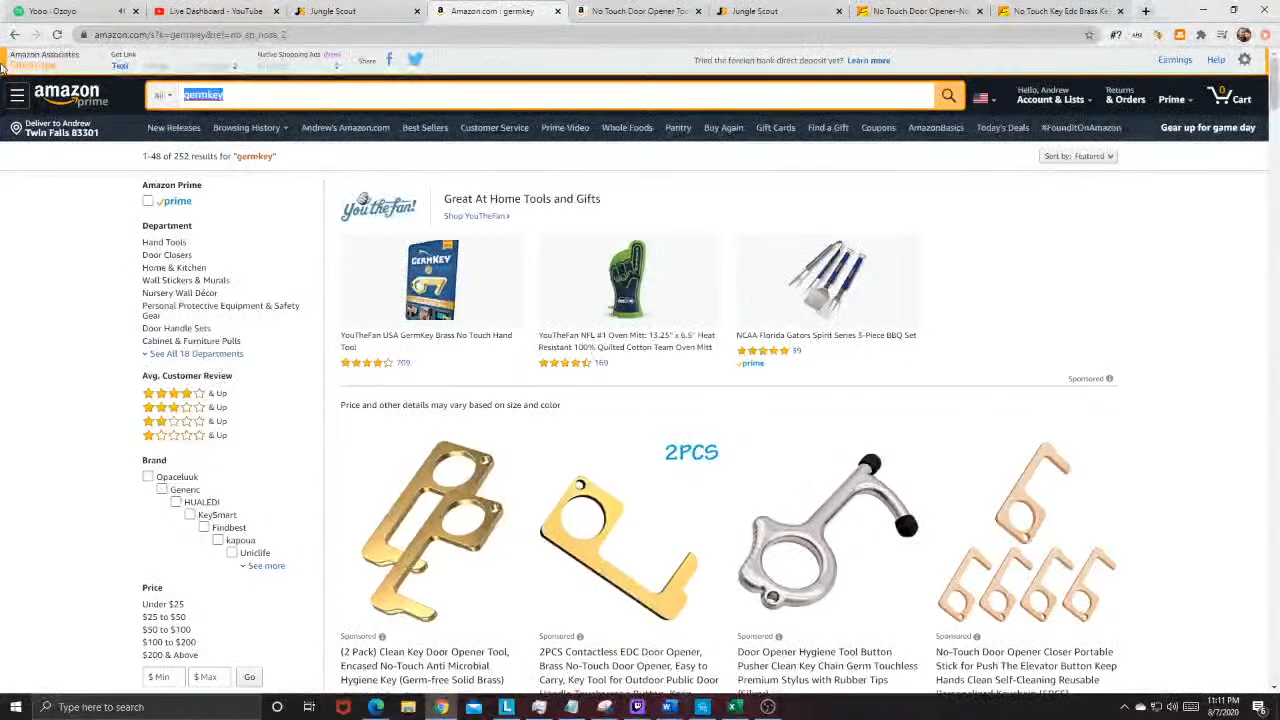 Yooo . Ozoyo
YouTube Dashboard - Yo
Jungle Scout
Amazon.com : germkey
No Touch Door Opener Too
Jungle Scout
No Touch Door Opener-No
No Touch Key Edc Brass Ke
amazon.com/s?k=germkey&ref=nb_sb_noss_2
Amazon Associates
Get Link
Native Shopping Ads
SiteStripe
Text
Share
Tried the foreign bank direct deposit yet? Learn more
Earnings
Help
amazon
prime
All
germkey
Hello, Andrew
Account & Lists
Returns
& Orders
Prime
0
Cart
Deliver to Andrew
Twin Falls 83301
New Releases
Browsing History
Andrew's Amazon.com
Best Sellers
Customer Service
Prime Video
Whole Foods
Pantry
Buy Again
Gift Cards
Find a Gift
Coupons
AmazonBasics
Today's Deals
#FoundItOnAmazon
Gear up for game day
1-48 of 252 results for "germkey"
Sort by: Featured
Amazon Prime
prime
Department
Hand Tools
Door Closers
Home & Kitchen
Wall Stickers & Murals
Nursery Wall Décor
Personal Protective Equipment & Safety
Gear
Door Handle Sets
Cabinet & Furniture Pulls
See All 18 Departments
Avg. Customer Review
& Up
& Up
& Up
& Up
Brand
Opaceluuk
Generic
HUALEDI
KeySmart
Findbest
kapoua
Uniclife
See more
Price
Under $25
$25 to $50
$50 to $100
$100 to $200
$200 & Above
$ Min
$ Max
Go
You the Fan!
Great At Home Tools and Gifts
Shop YouTheFan
GERMKEY
YouTheFan USA GermKey Brass No Touch Hand
Tool
709
YouTheFan NFL #1 Oven Mitt: 13.25" x 6.5" Heat
Resistant 100% Quilted Cotton Team Oven Mitt
169
NCAA Florida Gators Spirit Series 3-Piece BBQ Set
39
prime
Sponsored
Price and other details may vary based on size and color
2PCS
Sponsored
(2 Pack) Clean Key Door Opener Tool,
Encased No-Touch Anti Microbial
Hygiene Key (Germ-free Solid Brass)
Sponsored
2PCS Contactless EDC Door Opener,
Brass No-Touch Door Opener, Easy to
Carry, Key Tool for Outdoor Public Door
Sponsored
Door Opener Hygiene Tool Button
Pusher Clean Key Chain Germ Touchless
Premium Stylus with Rubber Tips
(Silver)
Sponsored
No-Touch Door Opener Closer Portable
Stick for Push The Elevator Button Keep
Hands Clean Self-Cleaning Reusable
Personalized Keychain (5PCS)
Type here to search
11:11 PM
8/7/2020